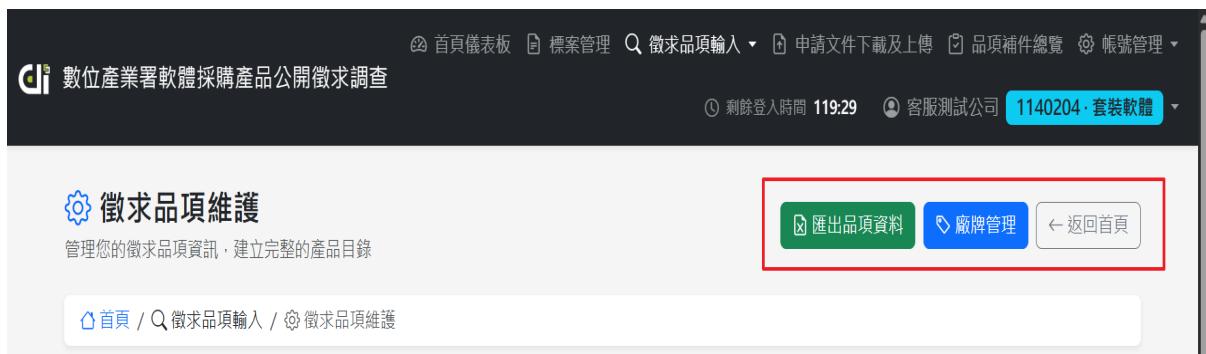 首頁儀表板 標案管理 徵求品項輸入 申請文件下載及上傳 品項補件總覽 帳號管理
數位產業署軟體採購產品公開徵求調查
剩餘登入時間 119:29 客服測試公司 1140204 · 套裝軟體
徵求品項維護
匯出品項資料 廠牌管理 ← 返回首頁
管理您的徵求品項資訊，建立完整的產品目錄
首頁 / 徵求品項輸入 / 徵求品項維護